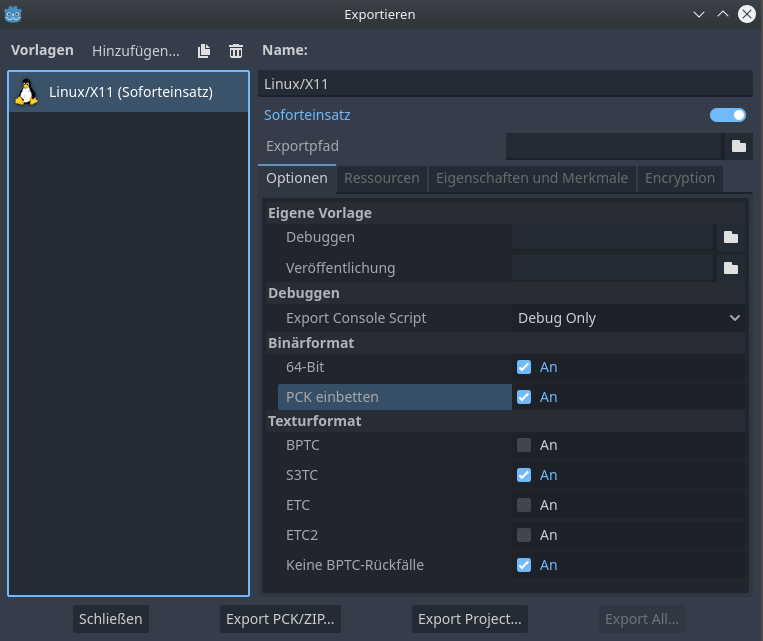 Exportieren
Vorlagen Hinzufügen... Name:
Linux/X11 (Soforteinsatz)
Linux/X11
Soforteinsatz
Exportpfad
Optionen Ressourcen Eigenschaften und Merkmale Encryption
Eigene Vorlage
Debuggen
Veröffentlichung
Debuggen
Export Console Script Debug Only
Binärformat
64-Bit An
PCK einbetten An
Texturformat
BPTC An
S3TC An
ETC An
ETC2 An
Keine BPTC-Rückfälle An
Schließen Export PCK/ZIP... Export Project... Export All...